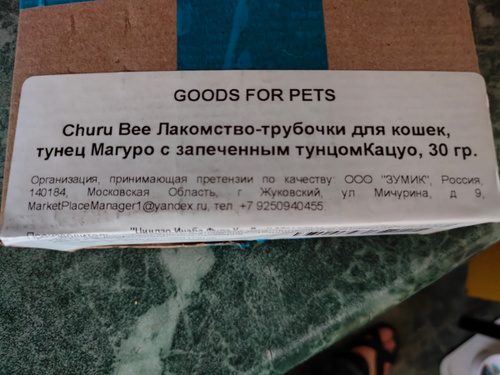 GOODS FOR PETS
Churu Bee Лакомство-трубочки для кошек,
тунец Магуро с запеченным тунцомКацуо, 30 гр.
Организация, принимающая претензии по качеству: ООО "ЗУМИК", Россия,
140184, Московская Область, г Жуковский, ул Мичурина, д 9,
MarketPlaceManager1@yandex.ru, тел. +7 9250940455.